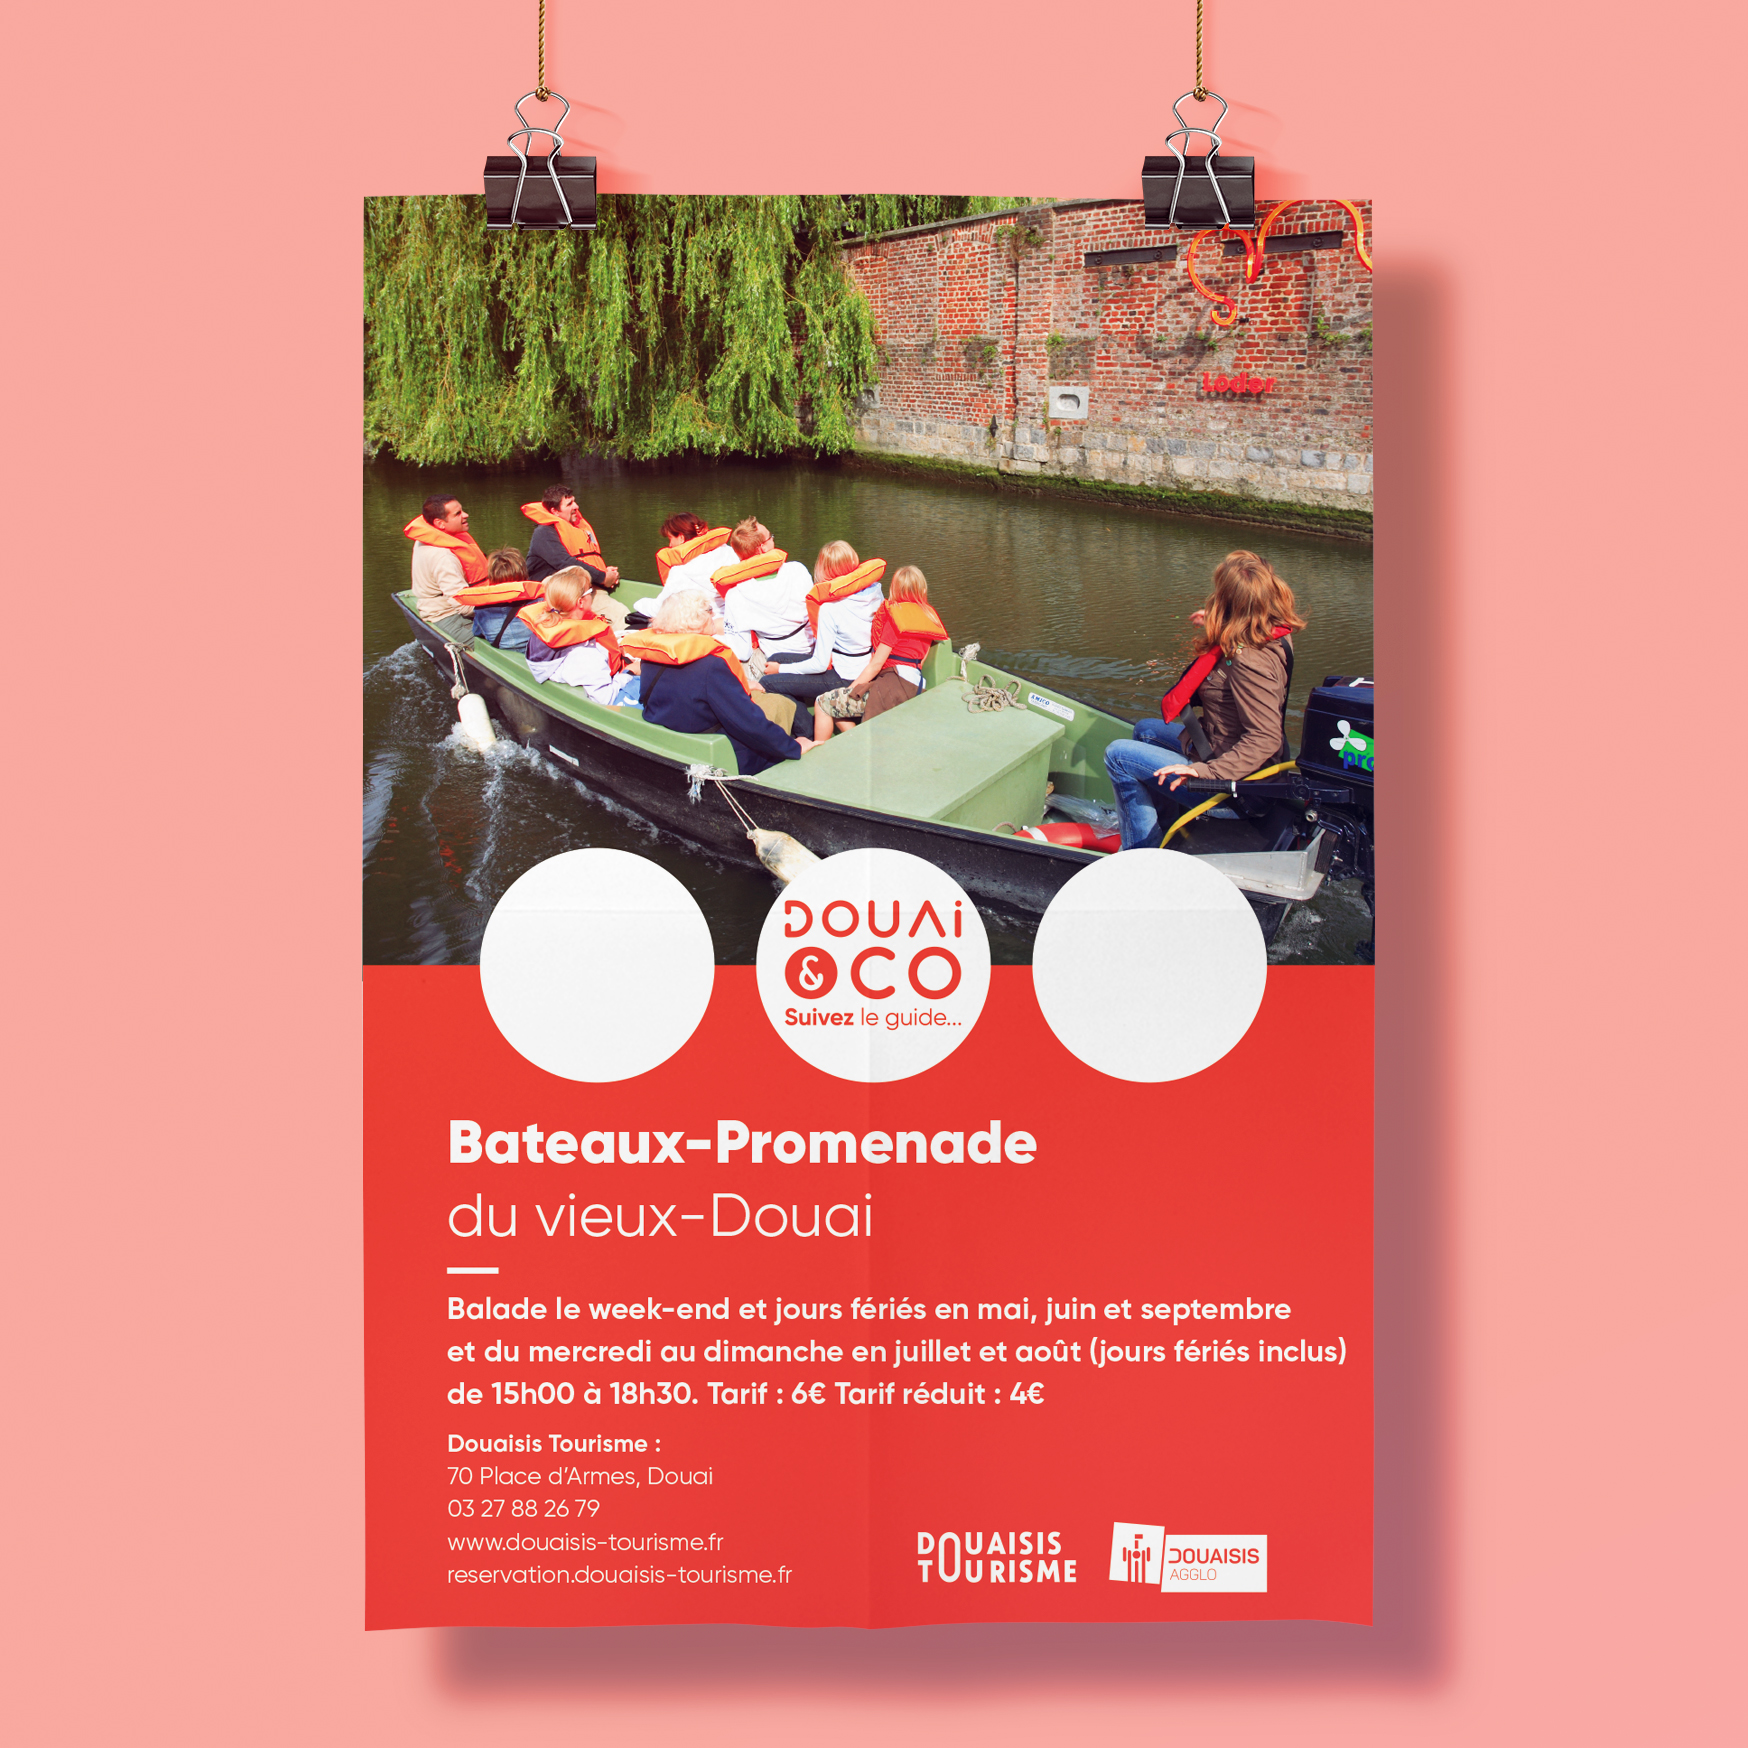 Loder
AMICO
pro
DOUAi
&CO
Suivez le guide...
Bateaux-Promenade
du vieux-Douai
Balade le week-end et jours fériés en mai, juin et septembre
et du mercredi au dimanche en juillet et août (jours fériés inclus)
de 15h00 à 18h30. Tarif : 6€ Tarif réduit : 4€
Douaisis Tourisme :
70 Place d'Armes, Douai
03 27 88 26 79
www.douaisis-tourisme.fr
reservation.douaisis-tourisme.fr
DOUAISIS
TOURISME
DOUAISIS
AGGLO